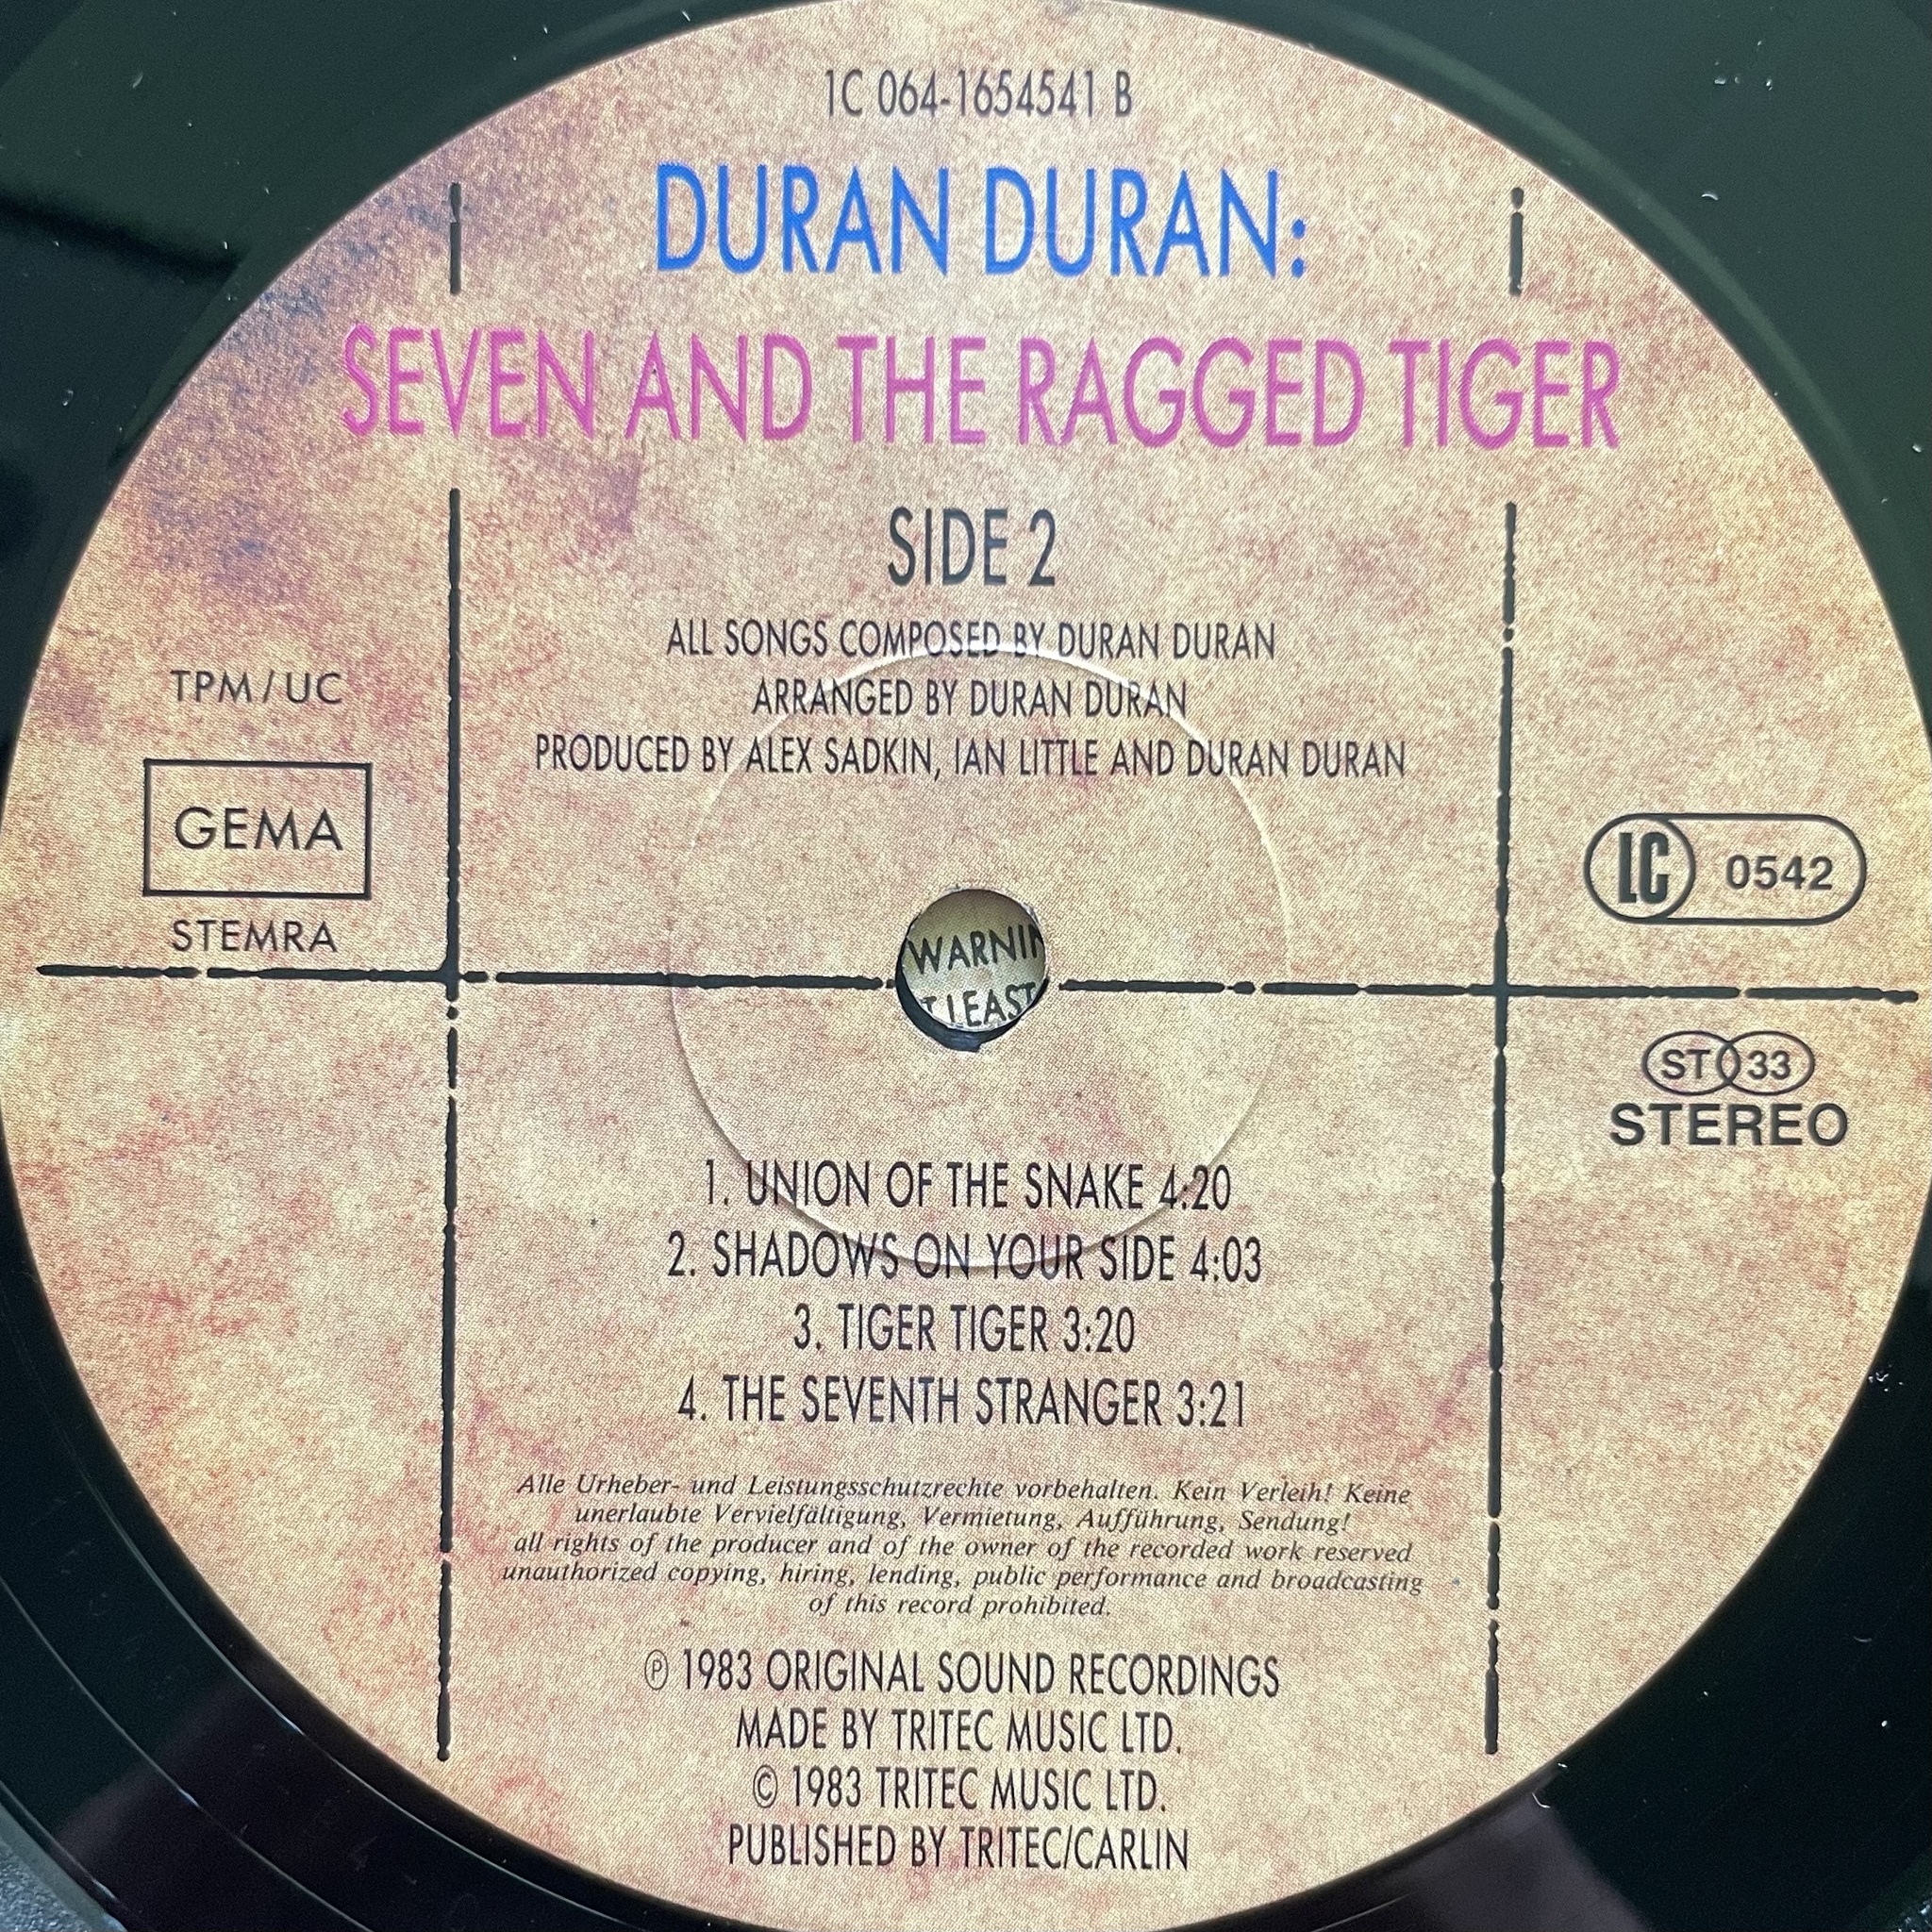 1C 064-1654541 B
DURAN DURAN:
SEVEN AND THE RAGGED TIGER
SIDE 2
ALL SONGS COMPOSED BY DURAN DURAN
ARRANGED BY DURAN DURAN
PRODUCED BY ALEX SADKIN, IAN LITTLE AND DURAN DURAN
TPM/UC
GEMA
STEMRA
LC 0542
WARNIN
ST 33
STEREO
1. UNION OF THE SNAKE 4:20
2. SHADOWS ON YOUR SIDE 4:03
3. TIGER TIGER 3:20
4. THE SEVENTH STRANGER 3:21
Alle Urheber- und Leistungsschutzrechte vorbehalten. Kein Verleih! Keine
unerlaubte Vervielfältigung, Vermietung, Aufführung, Sendung!
all rights of the producer and of the owner of the recorded work reserved
unauthorized copying, hiring, lending, public performance and broadcasting
of this record prohibited.
℗ 1983 ORIGINAL SOUND RECORDINGS
MADE BY TRITEC MUSIC LTD.
© 1983 TRITEC MUSIC LTD.
PUBLISHED BY TRITEC/CARLIN